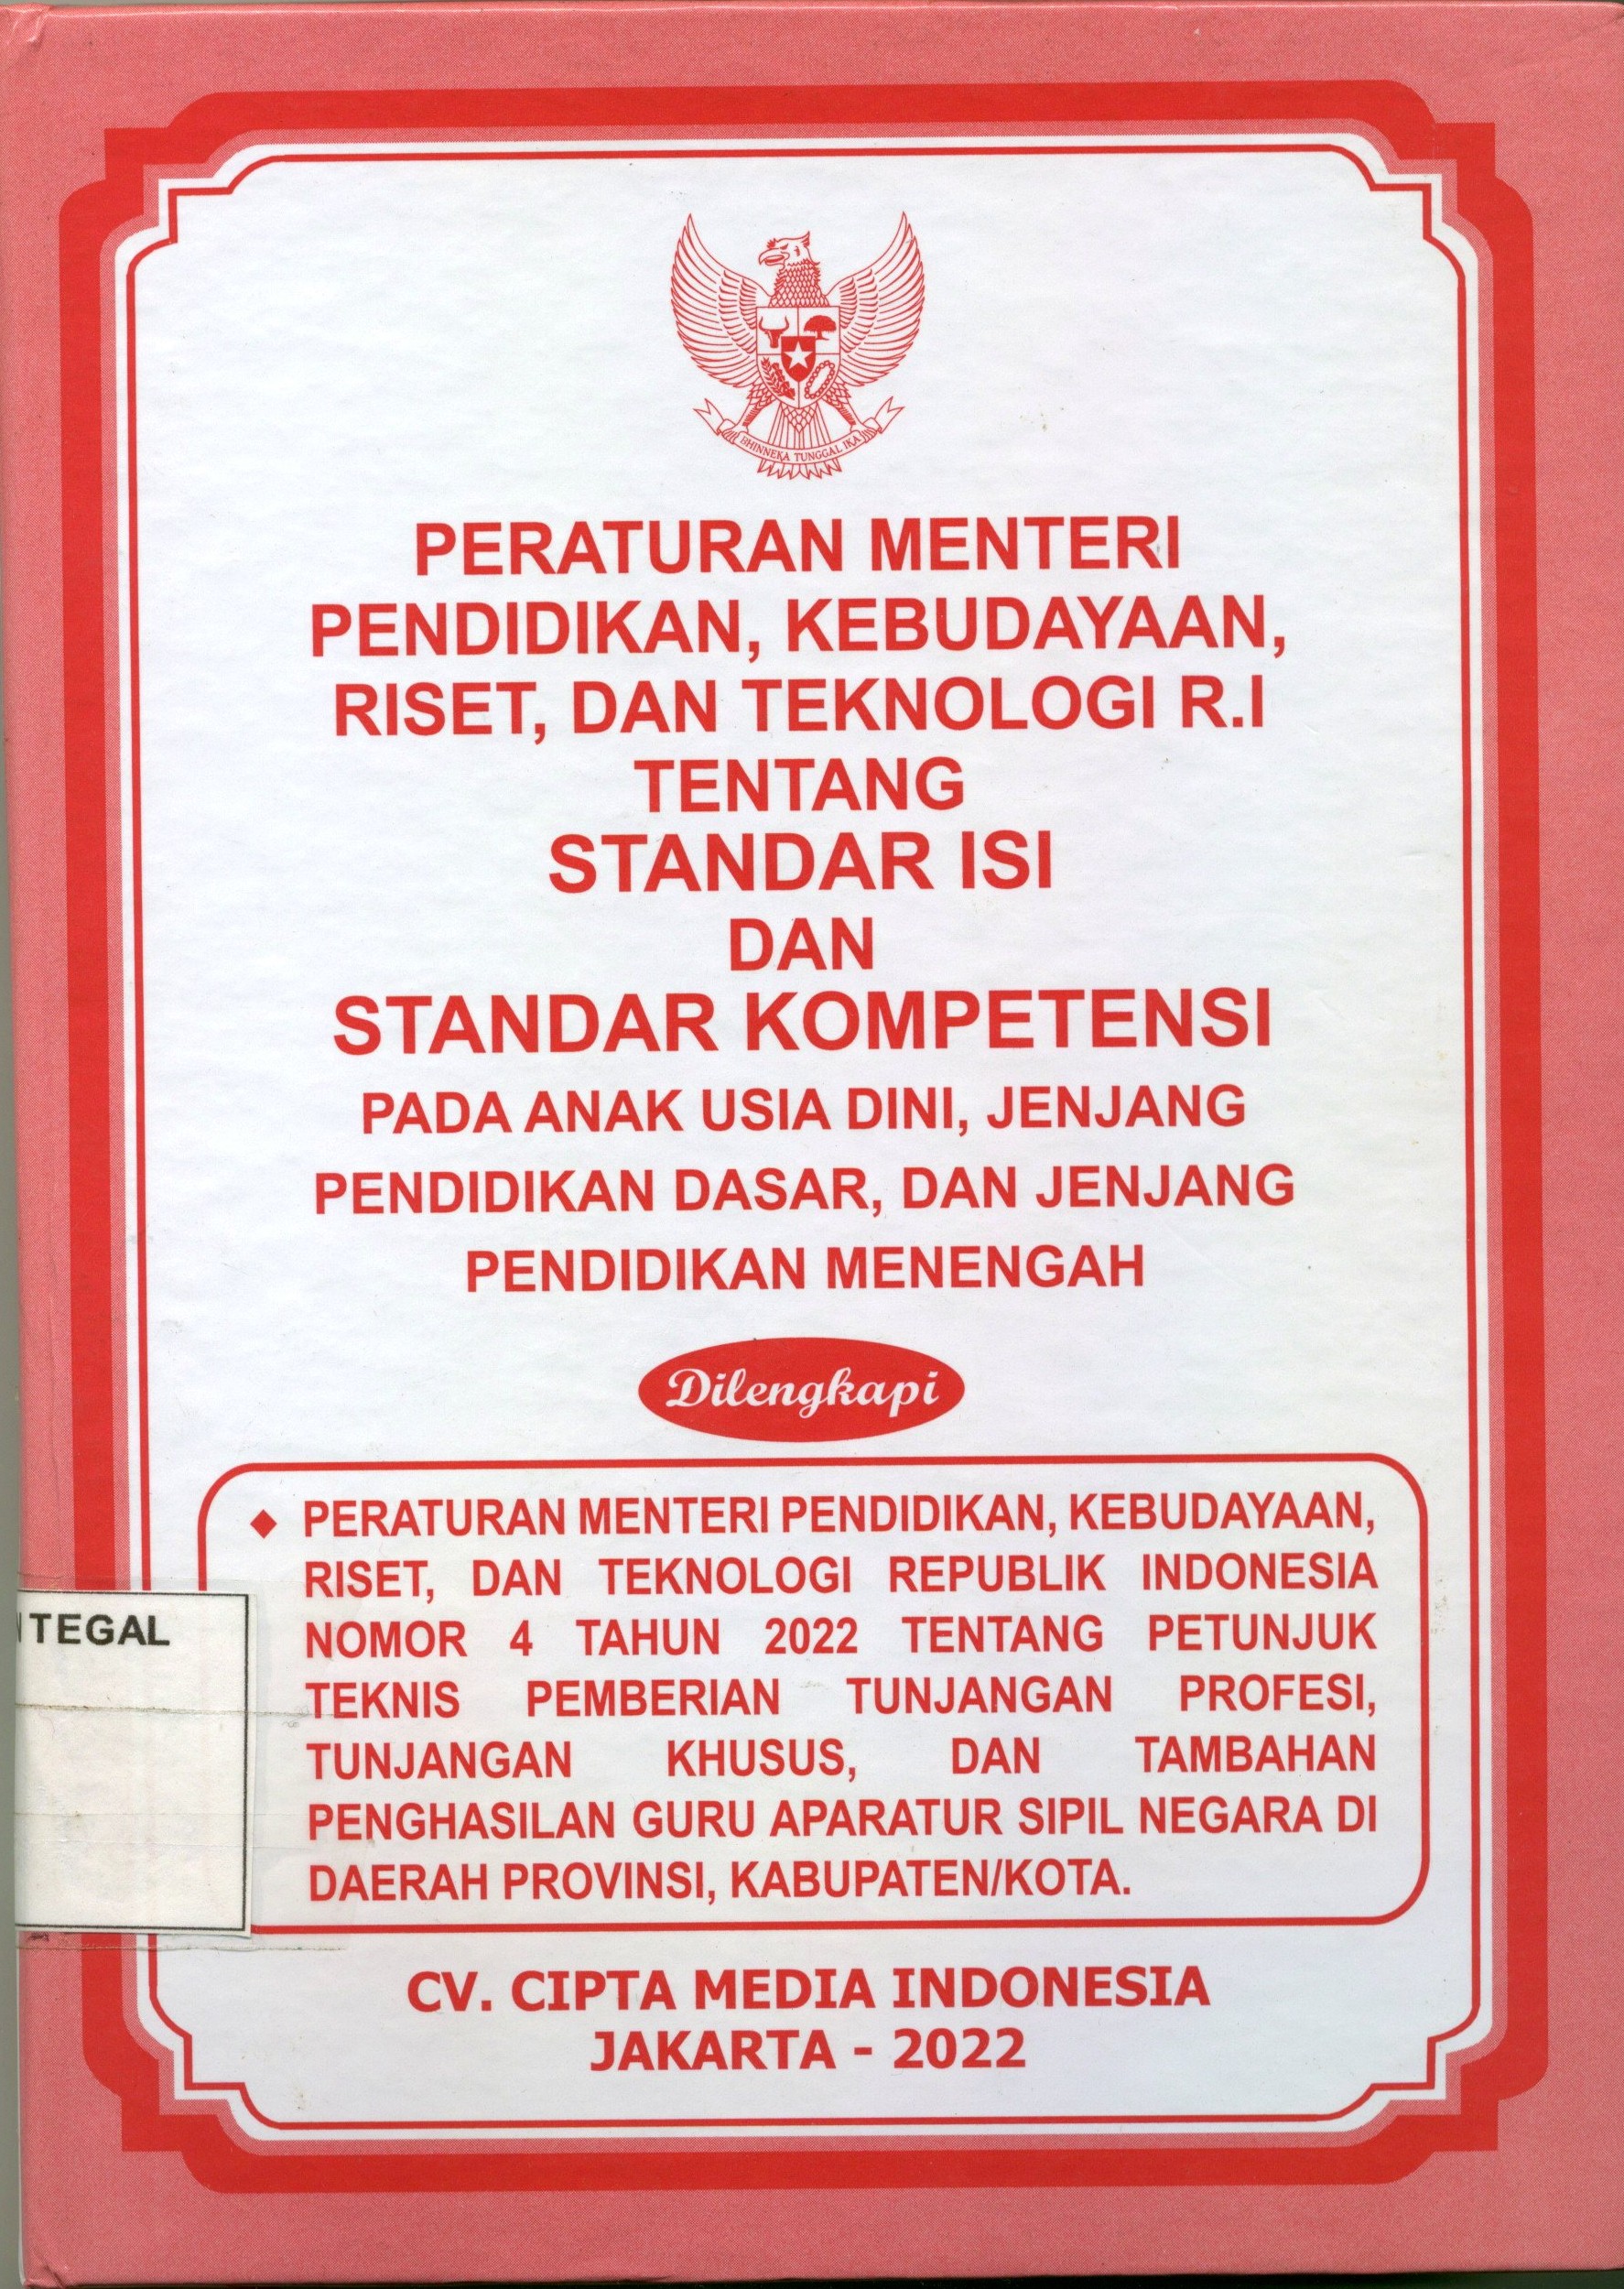 BHINNEKA TUNGGAL IKA
PERATURAN MENTERI
PENDIDIKAN, KEBUDAYAAN,
RISET, DAN TEKNOLOGI R.I
TENTANG
STANDAR ISI
DAN
STANDAR KOMPETENSI
PADA ANAK USIA DINI, JENJANG
PENDIDIKAN DASAR, DAN JENJANG
PENDIDIKAN MENENGAH
Dilengkapi
◆ PERATURAN MENTERI PENDIDIKAN, KEBUDAYAAN,
RISET, DAN TEKNOLOGI REPUBLIK INDONESIA
NOMOR 4 TAHUN 2022 TENTANG PETUNJUK
TEKNIS PEMBERIAN TUNJANGAN PROFESI,
TUNJANGAN KHUSUS, DAN TAMBAHAN
PENGHASILAN GURU APARATUR SIPIL NEGARA DI
DAERAH PROVINSI, KABUPATEN/KOTA.
TEGAL
CV. CIPTA MEDIA INDONESIA
JAKARTA - 2022